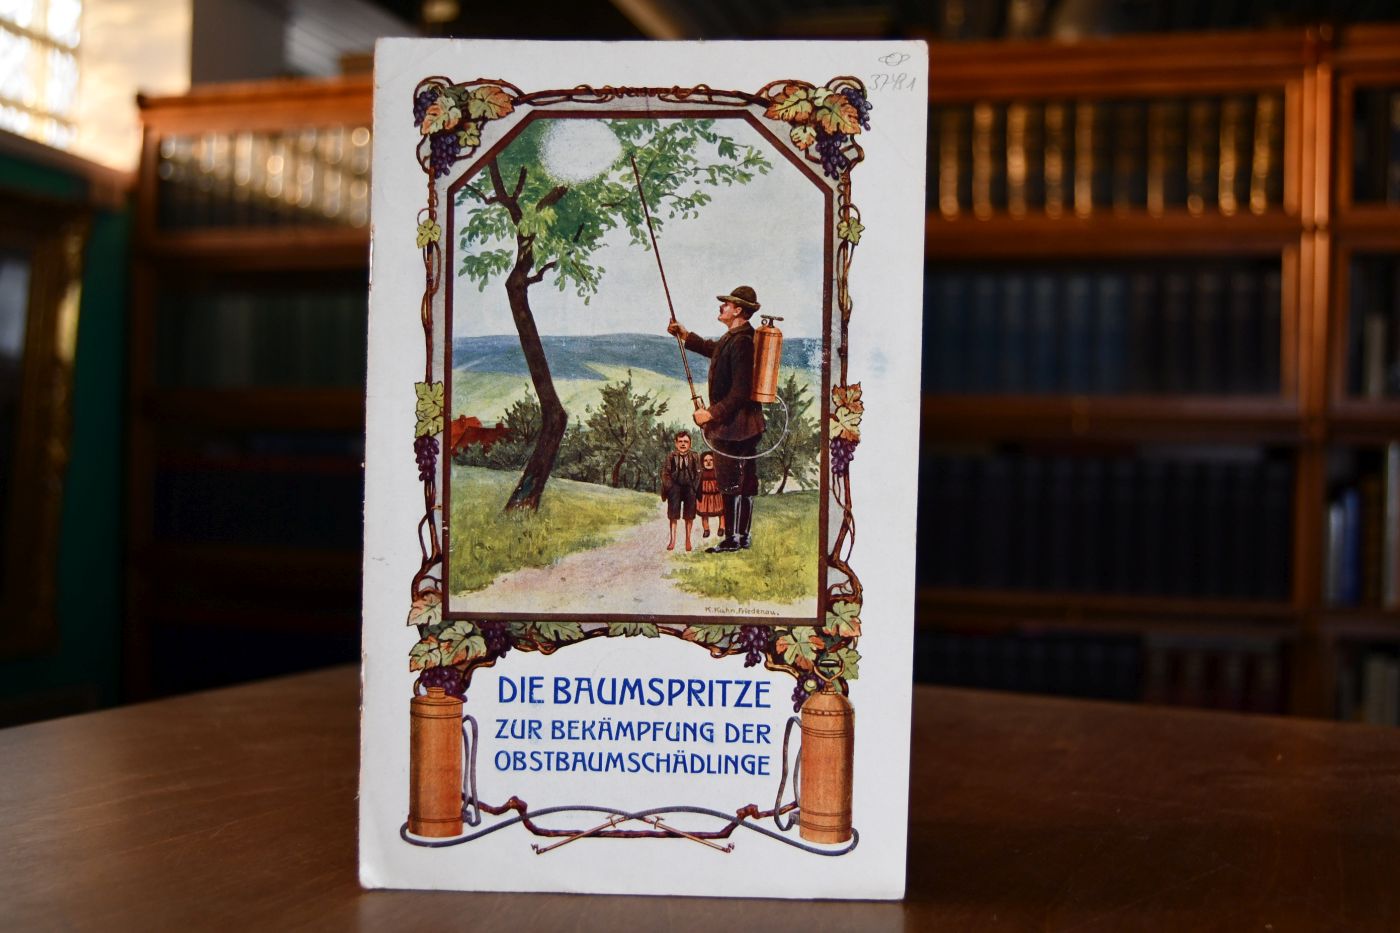 37481
K. Kuhn. Friedenau.
DIE BAUMSPRITZE
ZUR BEKÄMPFUNG DER
OBSTBAUMSCHÄDLINGE